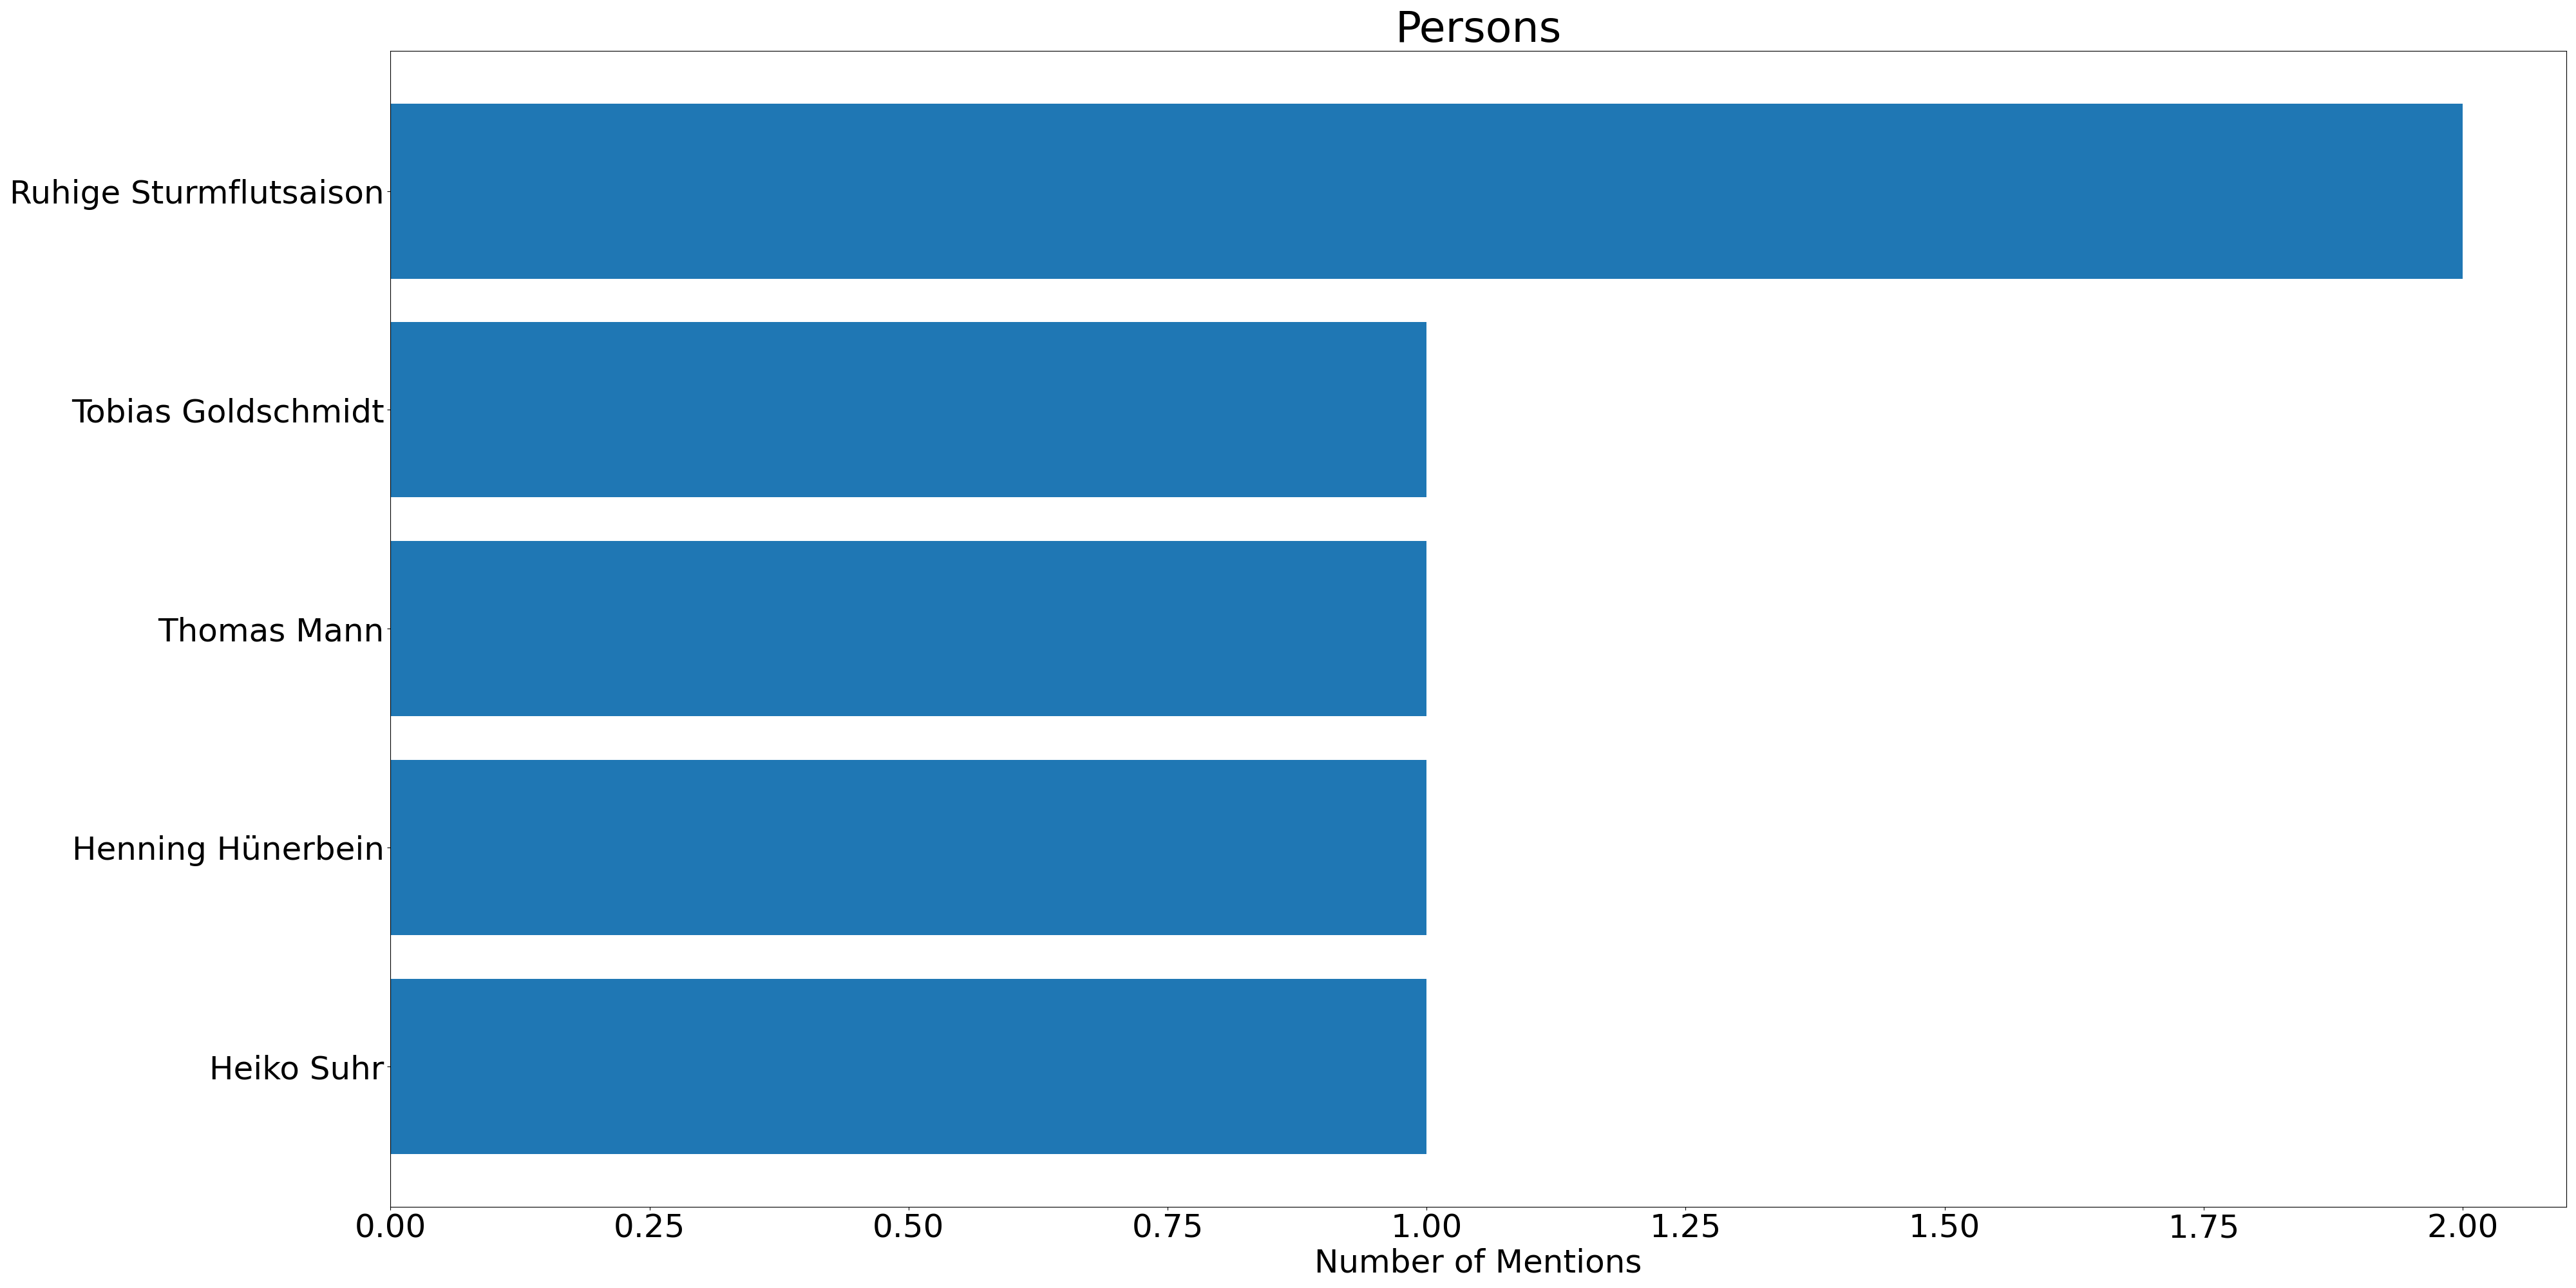 Persons
Ruhige Sturmflutsaison
Tobias Goldschmidt
Thomas Mann
Henning Hünerbein
Heiko Suhr
0.00 0.25 0.50 0.75 1.00 1.25 1.50 1.75 2.00
Number of Mentions